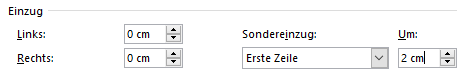 Einzug
Links: 0 cm Sondereinzug: Um:
Rechts: 0 cm Erste Zeile 2 cm